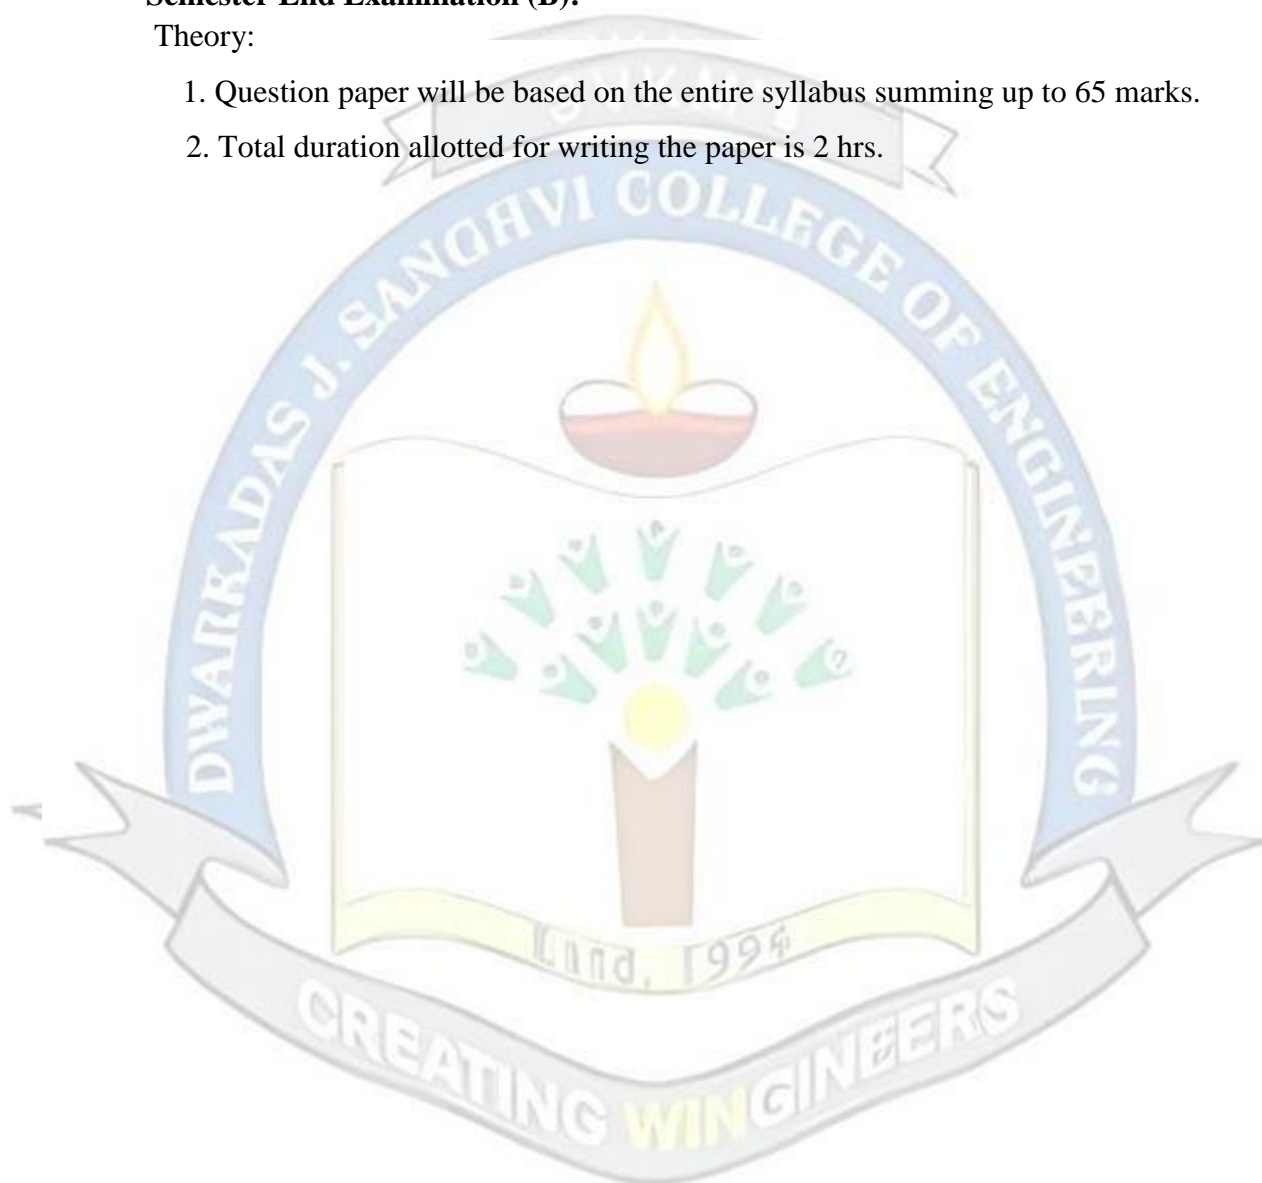 Semester End Examination (B):
Theory:
1. Question paper will be based on the entire syllabus summing up to 65 marks.
2. Total duration allotted for writing the paper is 2 hrs.
DWARKADAS J. SANGHVI COLLEGE OF ENGINEERING
1994
CREATING WINGINEERS